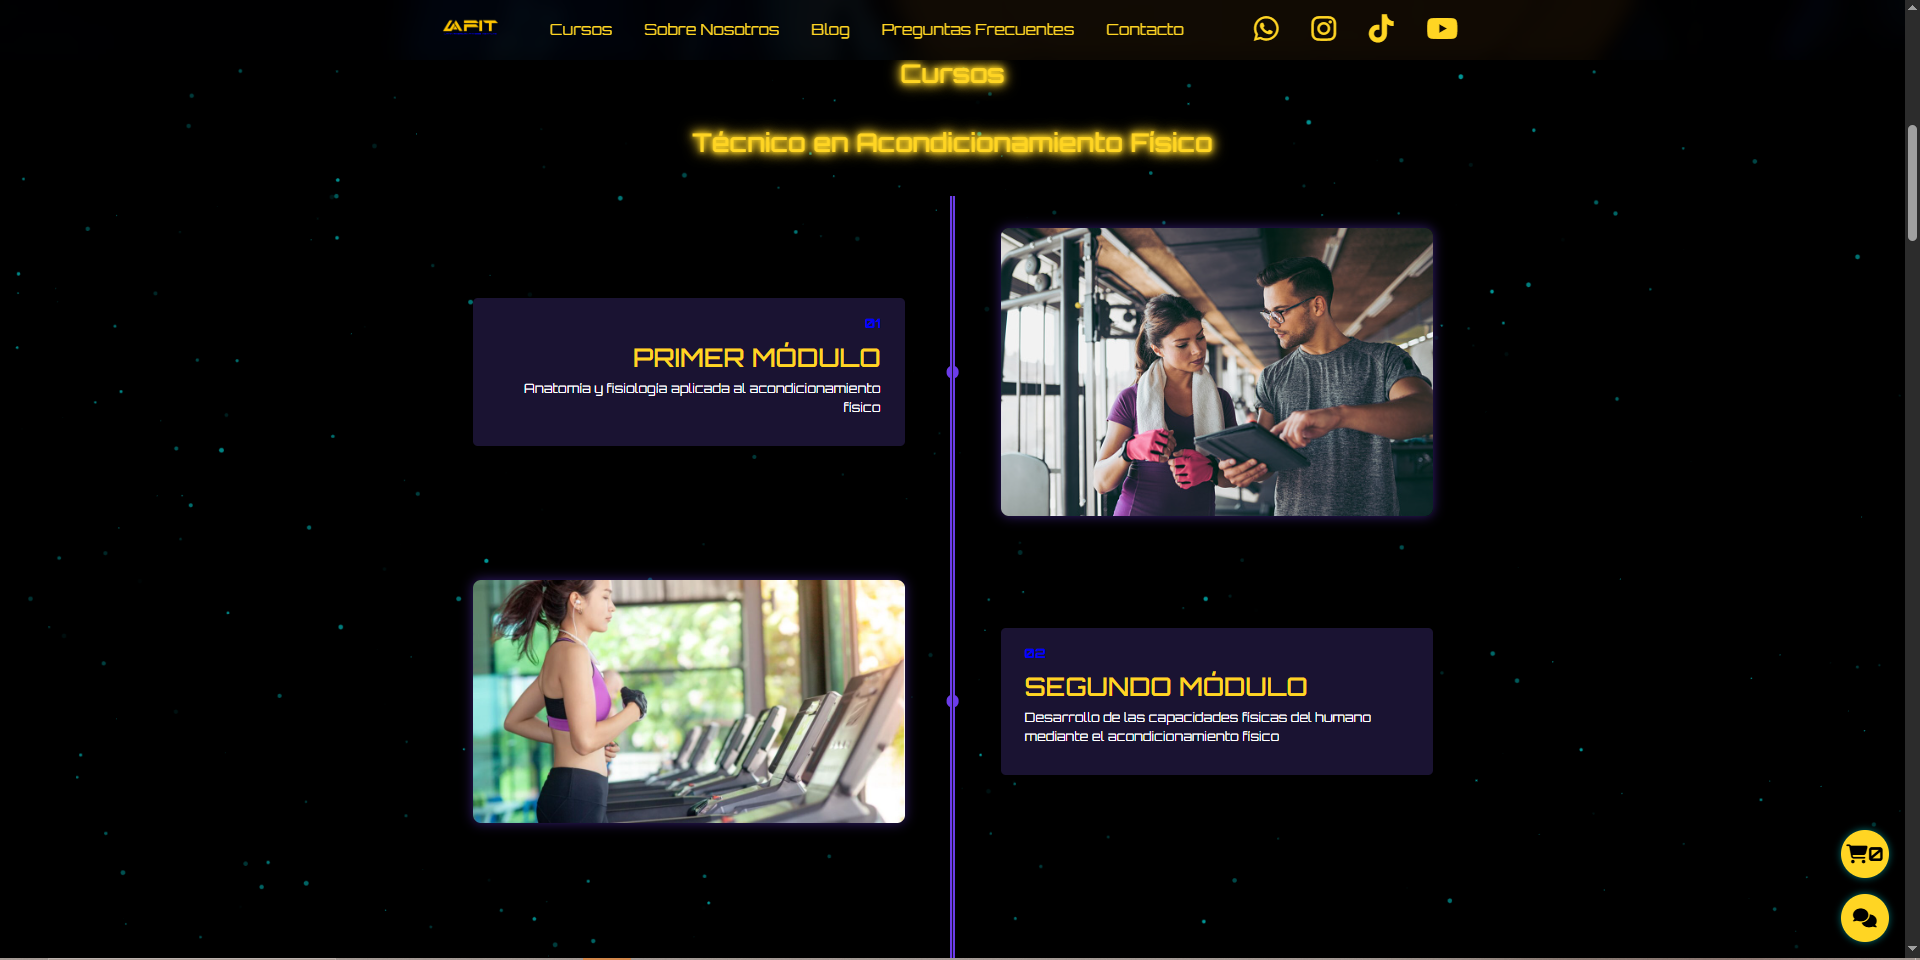 AFIT
Cursos
Sobre Nosotros
Blog
Preguntas Frecuentes
Contacto
Cursos
Técnico en Acondicionamiento Físico
01
PRIMER MÓDULO
Anatomía y fisiología aplicada al acondicionamiento
físico
02
SEGUNDO MÓDULO
Desarrollo de las capacidades físicas del humano
mediante el acondicionamiento físico
0